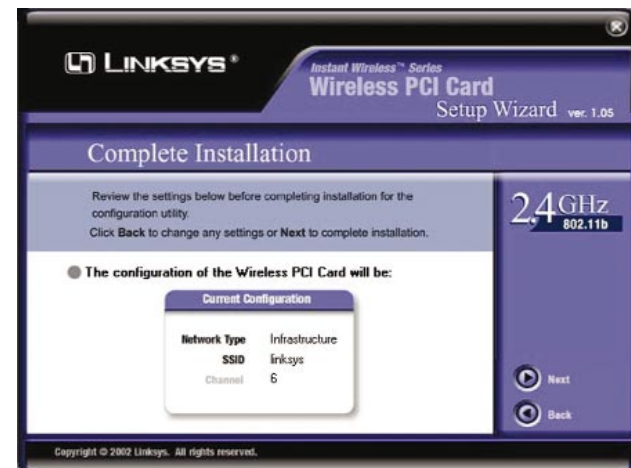 LINKSYS®
Instant Wireless™ Series
Wireless PCI Card
Setup Wizard ver. 1.05
Complete Installation
Review the settings below before completing installation for the
configuration utility.
Click Back to change any settings or Next to complete installation.
2.4GHz
802.11b
The configuration of the Wireless PCI Card will be:
Current Configuration
Network Type Infrastructure
SSID linksys
Channel 6
Next
Back
Copyright © 2002 Linksys. All rights reserved.